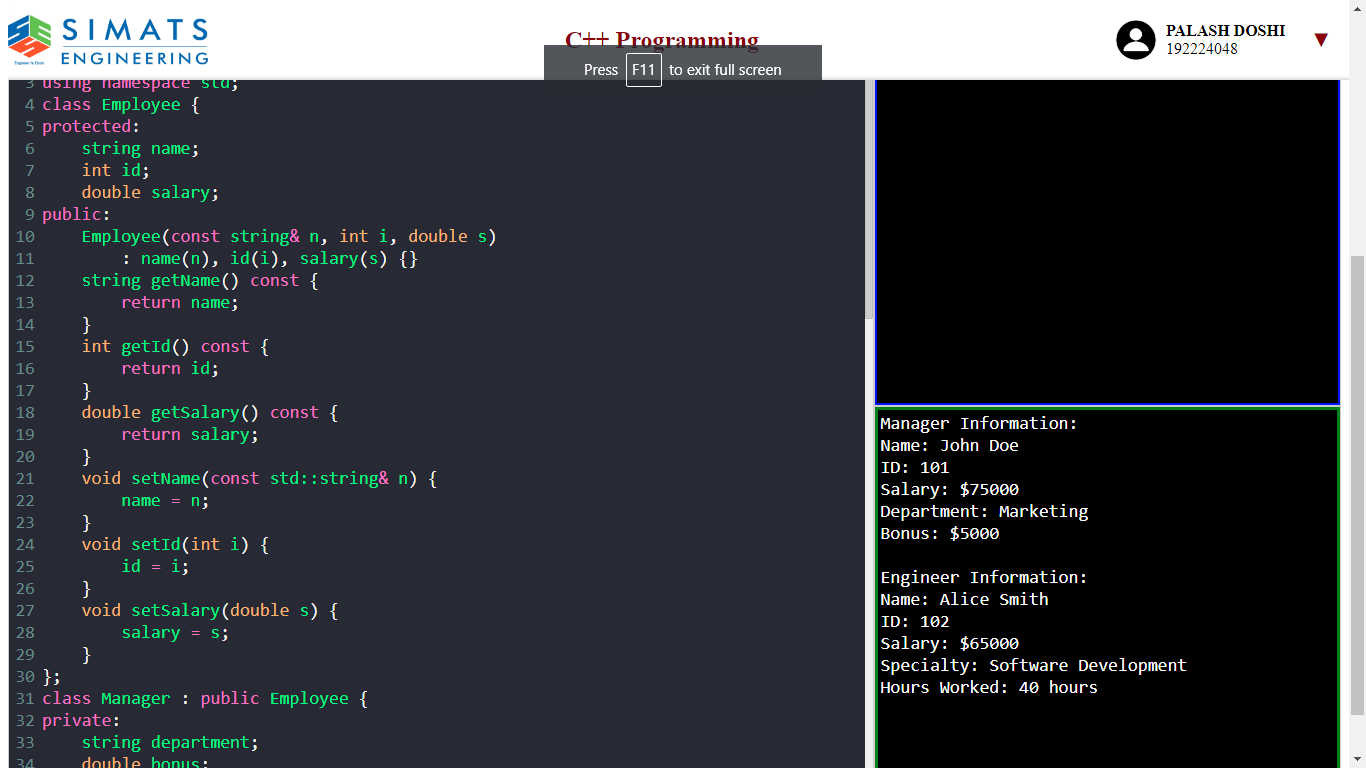 SIMATS
ENGINEERING
Engineer to Excel
C++ Programming
PALASH DOSHI
192224048
▼
Press F11 to exit full screen
3 using namespace std;
4 class Employee {
5 protected:
6     string name;
7     int id;
8     double salary;
9 public:
10     Employee(const string& n, int i, double s)
11         : name(n), id(i), salary(s) {}
12     string getName() const {
13         return name;
14     }
15     int getId() const {
16         return id;
17     }
18     double getSalary() const {
19         return salary;
20     }
21     void setName(const std::string& n) {
22         name = n;
23     }
24     void setId(int i) {
25         id = i;
26     }
27     void setSalary(double s) {
28         salary = s;
29     }
30 };
31 class Manager : public Employee {
32 private:
33     string department;
34     double bonus;
Manager Information:
Name: John Doe
ID: 101
Salary: $75000
Department: Marketing
Bonus: $5000
Engineer Information:
Name: Alice Smith
ID: 102
Salary: $65000
Specialty: Software Development
Hours Worked: 40 hours